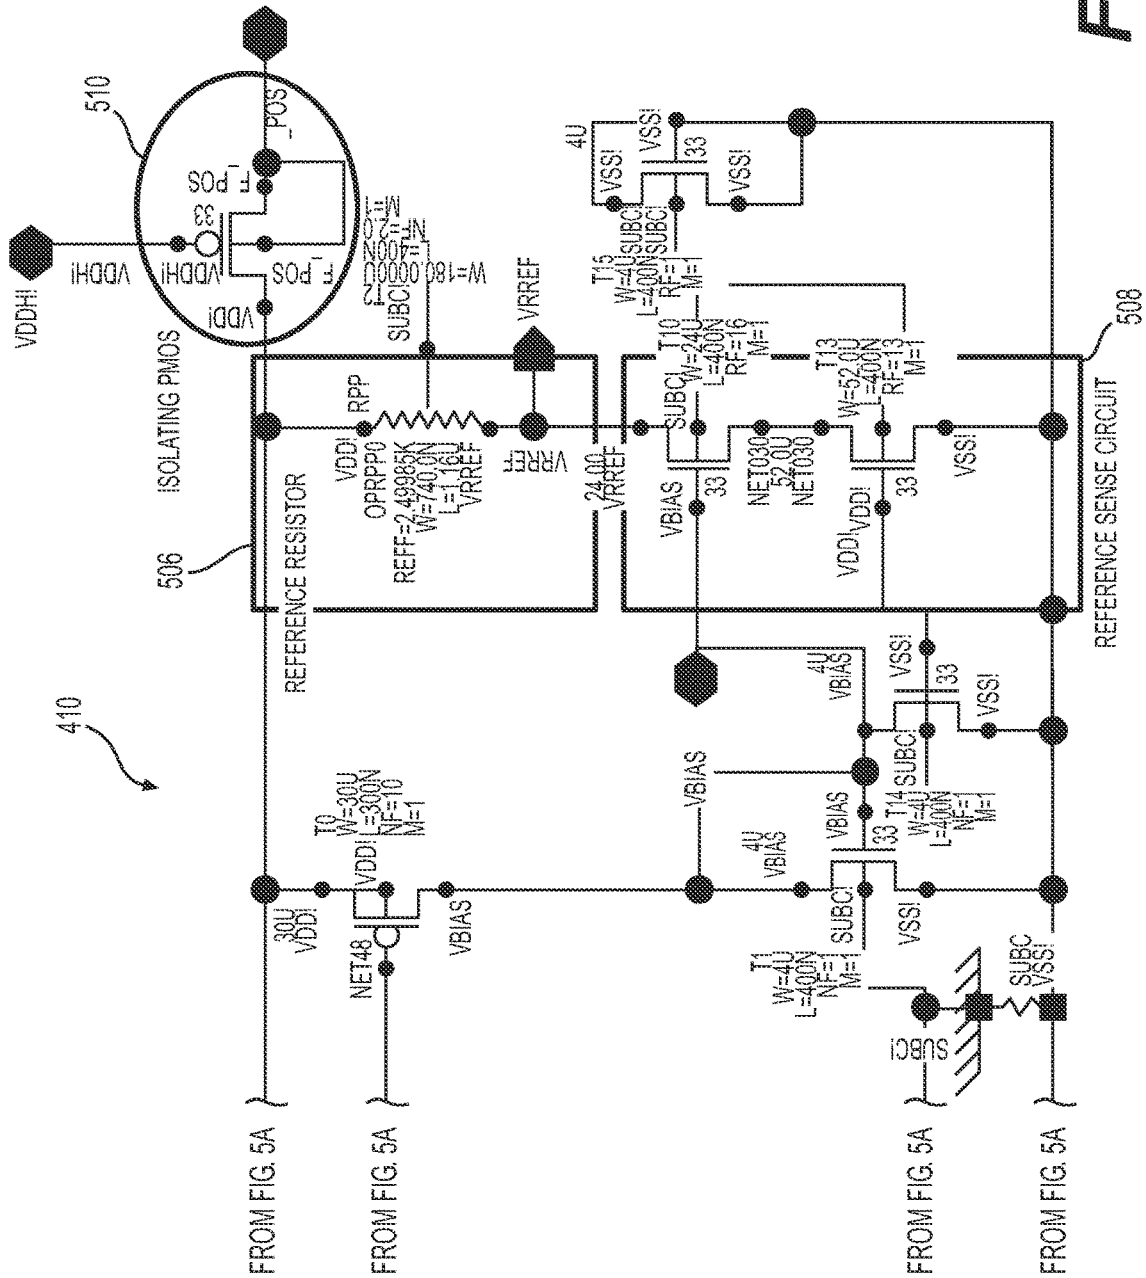 410
510
VDDH!
VDDH!
VDDH!
33
F_POS
_POS
F_POS
VDD!
ISOLATING PMOS
506
REFERENCE RESISTOR
VDD!
RPP
OPRPP0
REFF=2.49985K
W=740.0N
L=1.16U
VRREF
SUBC!
T2
W=180.0000U
L=400N
NF=2.0
M=1
VRREF
VRREF
24.00
VRREF
SUBC!
T10
W=24U
L=400N
RF=16
M=1
VBIAS
33
NET030
52.0U
NET030
T13
W=52.0U
L=400N
RF=13
M=1
VDD!
VDD!
33
VSS!
T15
W=4U
L=400N
RF=1
M=1
SUBC!
SUBC!
4U
VSS!
VSS!
33
VSS!
508
REFERENCE SENSE CIRCUIT
T0
W=30U
L=300N
NF=10
M=1
30U
VDD!
VDD!
NET48
VBIAS
VBIAS
4U
VBIAS
VBIAS
33
T1
W=4U
L=400N
NF=1
M=1
SUBC!
VSS!
4U
VBIAS
VSS!
33
VSS!
T14
W=4U
L=400N
NF=1
M=1
SUBC!
SUBC!
SUBC
VSS!
FROM FIG. 5A
FROM FIG. 5A
FROM FIG. 5A
FROM FIG. 5A